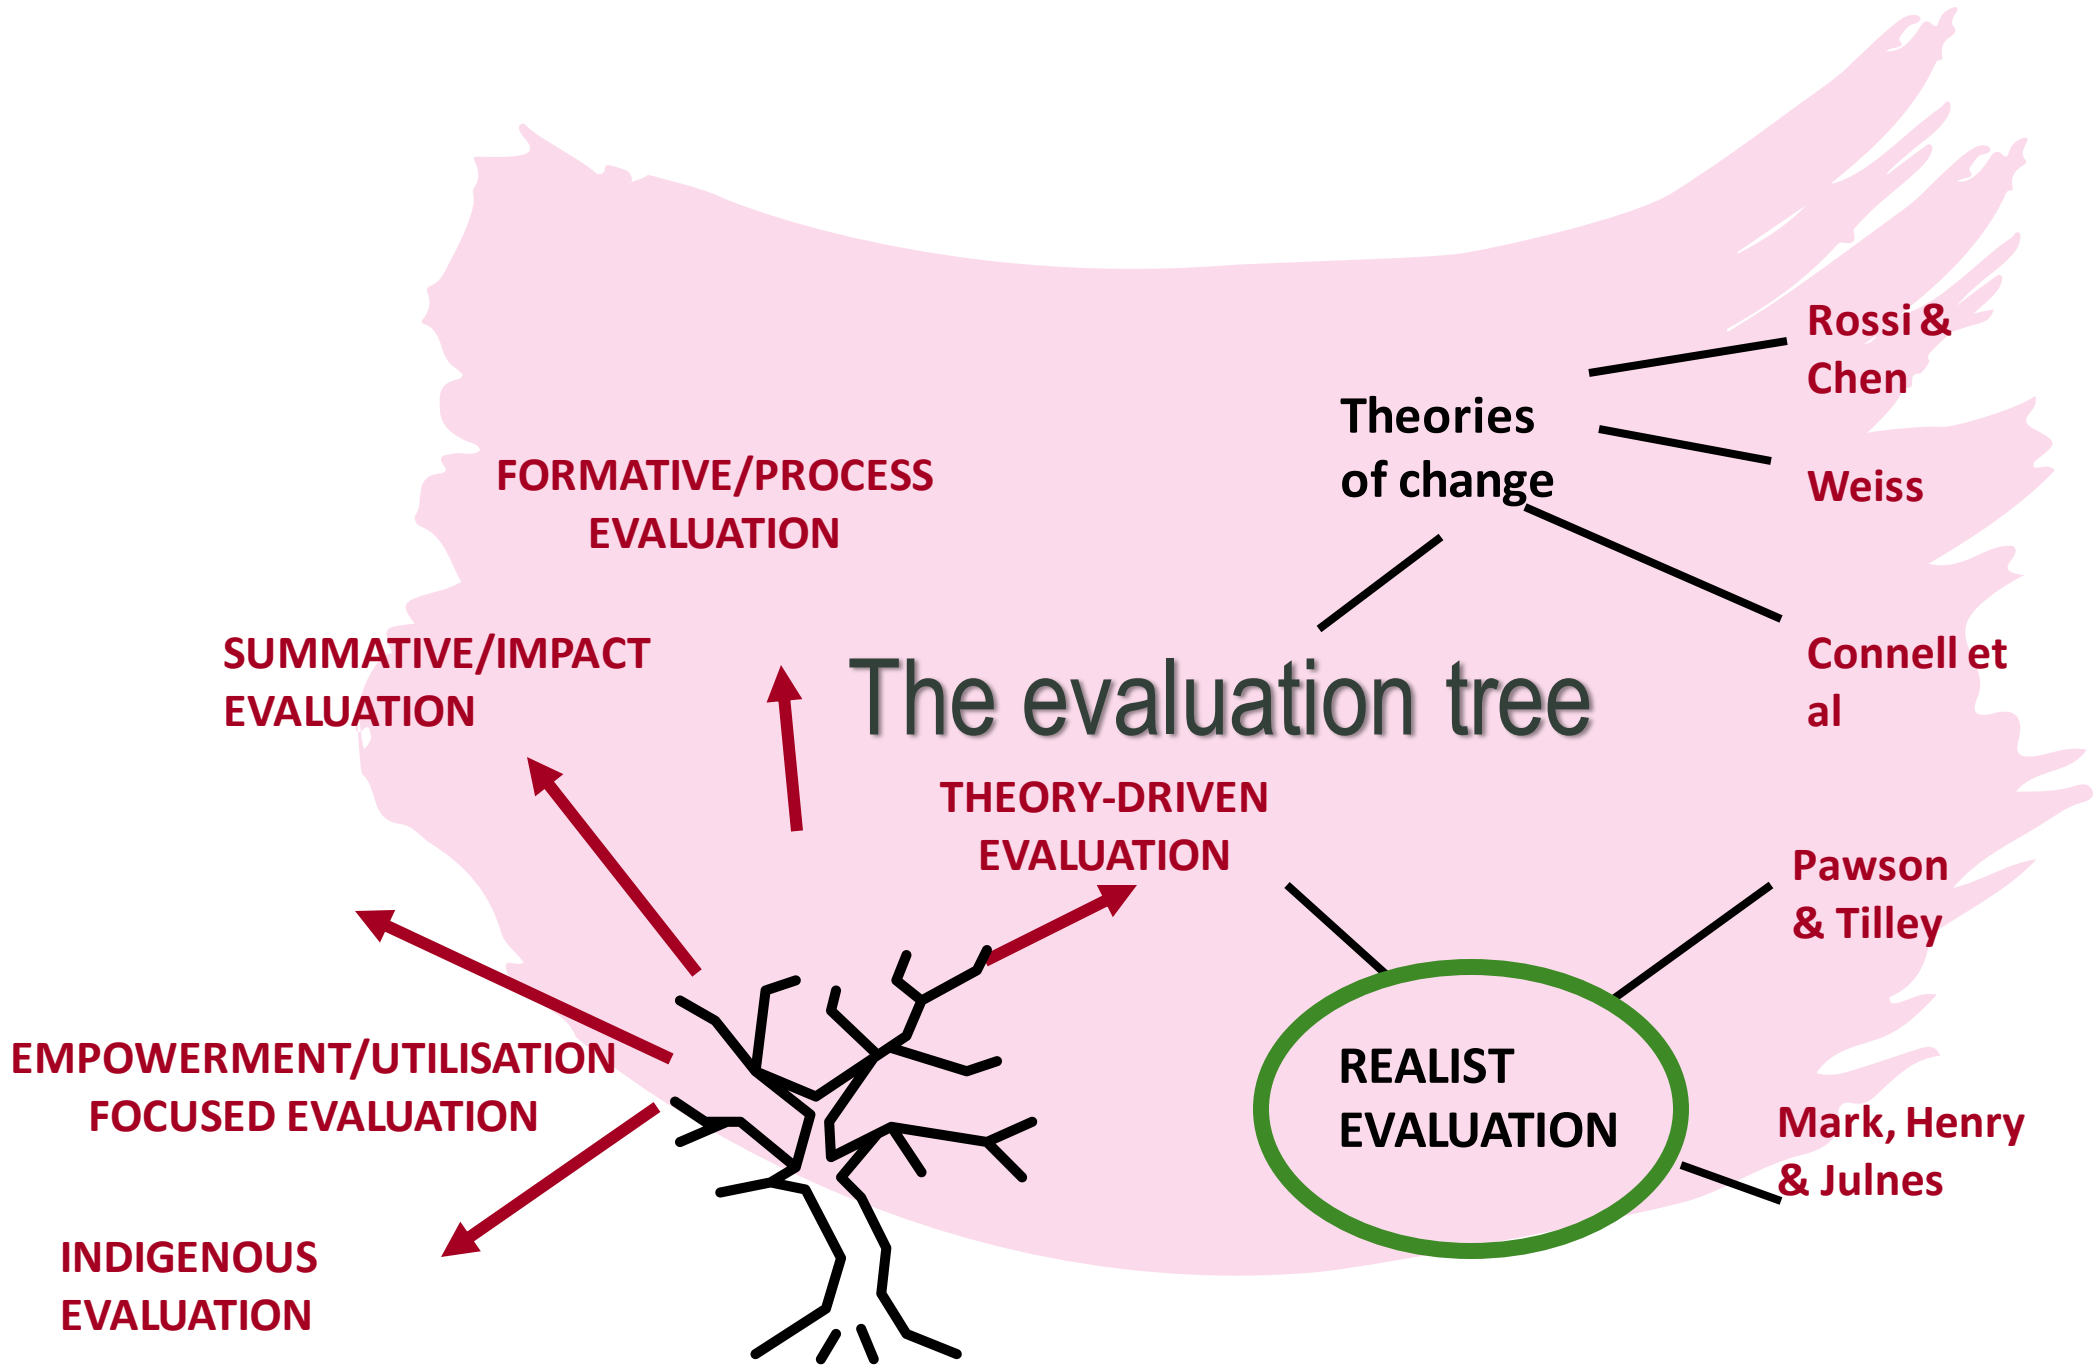 Rossi &
Chen
Theories
of change
Weiss
FORMATIVE/PROCESS
EVALUATION
SUMMATIVE/IMPACT
EVALUATION
The evaluation tree
Connell et
al
THEORY-DRIVEN
EVALUATION
Pawson
& Tilley
EMPOWERMENT/UTILISATION
FOCUSED EVALUATION
REALIST
EVALUATION
Mark, Henry
& Julnes
INDIGENOUS
EVALUATION